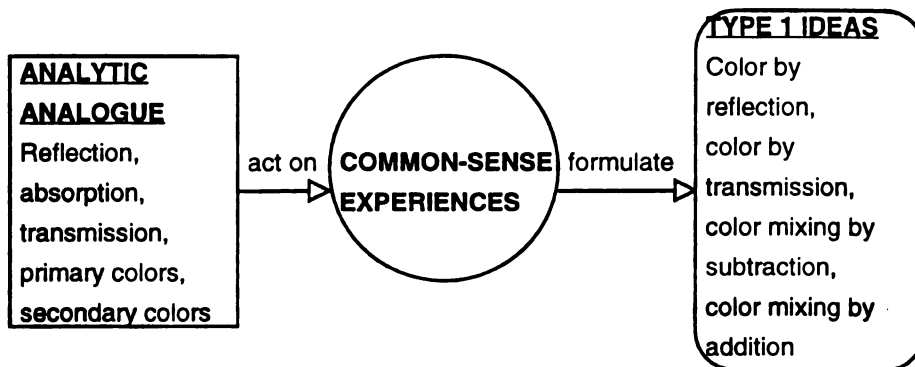 ANALYTIC
ANALOGUE
Reflection,
absorption,
transmission,
primary colors,
secondary colors
act on
COMMON-SENSE
EXPERIENCES
formulate
TYPE 1 IDEAS
Color by
reflection,
color by
transmission,
color mixing by
subtraction,
color mixing by
addition